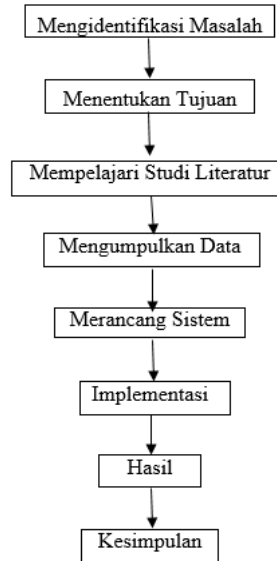 Mengidentifikasi Masalah
Menentukan Tujuan
Mempelajari Studi Literatur
Mengumpulkan Data
Merancang Sistem
Implementasi
Hasil
Kesimpulan